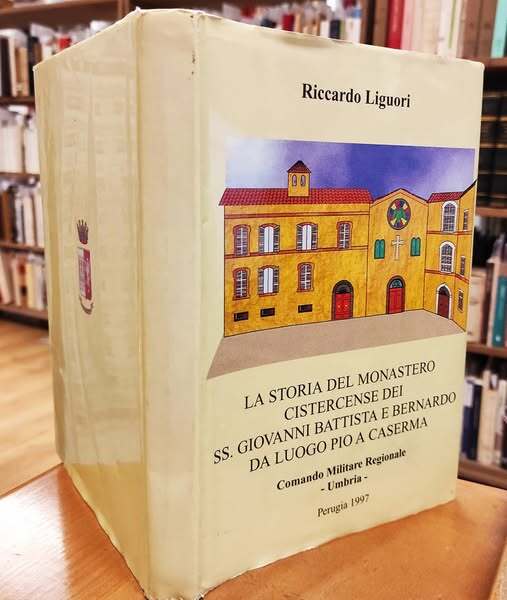 Riccardo Liguori
LA STORIA DEL MONASTERO
CISTERCENSE DEI
SS. GIOVANNI BATTISTA E BERNARDO
DA LUOGO PIO A CASERMA
Comando Militare Regionale
- Umbria -
Perugia 1997